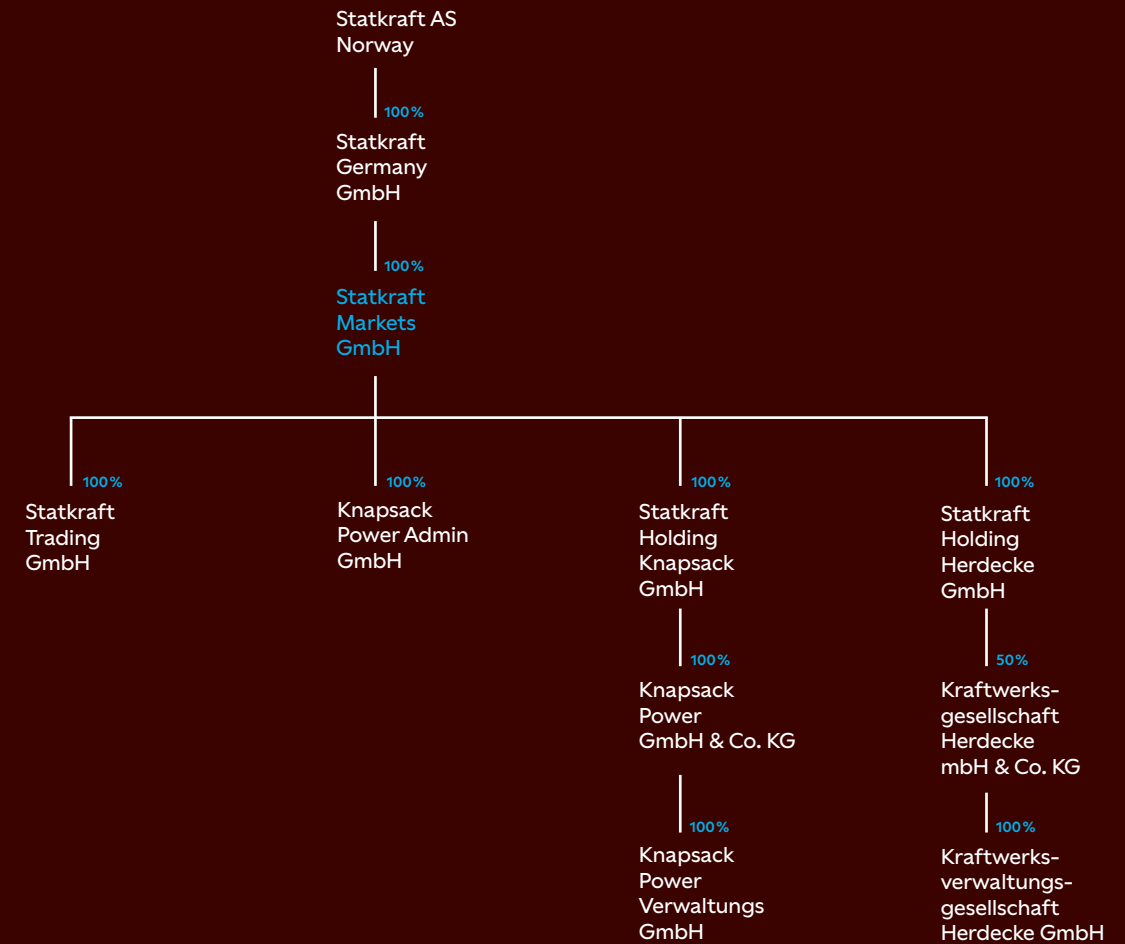 Statkraft AS
Norway
100%
Statkraft
Germany
GmbH
100%
Statkraft
Markets
GmbH
100%
Statkraft
Trading
GmbH
100%
Knapsack
Power Admin
GmbH
100%
Statkraft
Holding
Knapsack
GmbH
100%
Knapsack
Power
GmbH & Co. KG
100%
Knapsack
Power
Verwaltungs
GmbH
100%
Statkraft
Holding
Herdecke
GmbH
50%
Kraftwerks-
gesellschaft
Herdecke
mbH & Co. KG
100%
Kraftwerks-
verwaltungs-
gesellschaft
Herdecke GmbH